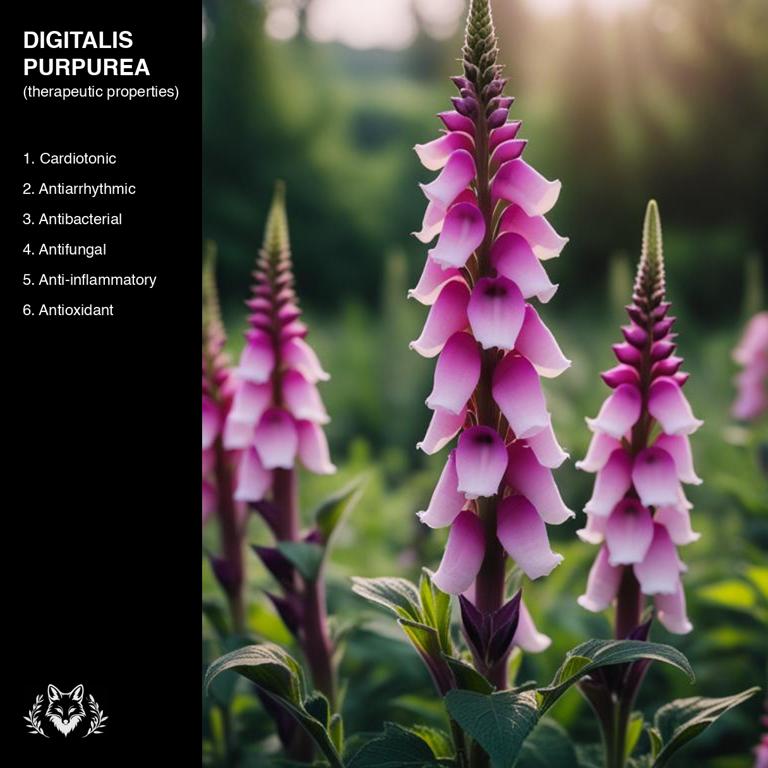 DIGITALIS
PURPUREA
(therapeutic properties)
1. Cardiotonic
2. Antiarrhythmic
3. Antibacterial
4. Antifungal
5. Anti-inflammatory
6. Antioxidant